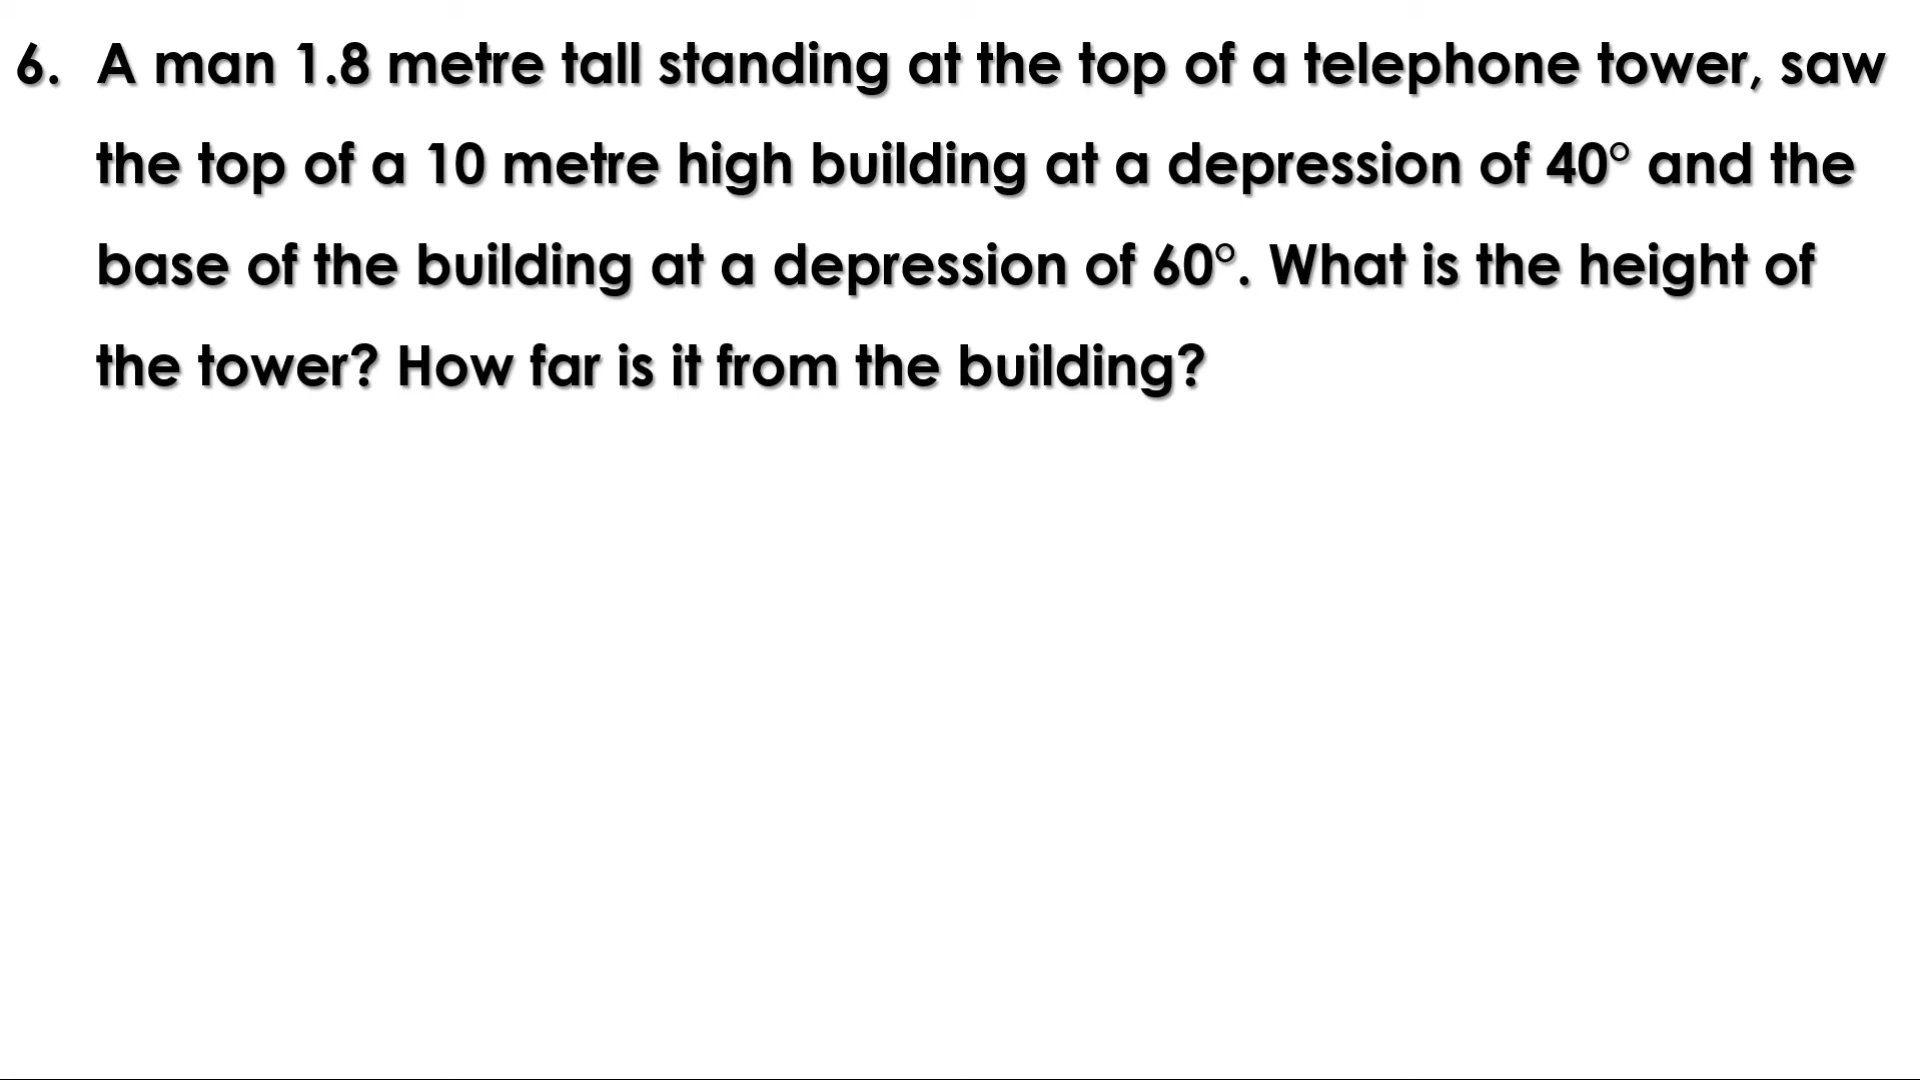 6. A man 1.8 metre tall standing at the top of a telephone tower, saw
the top of a 10 metre high building at a depression of 40° and the
base of the building at a depression of 60°. What is the height of
the tower? How far is it from the building?